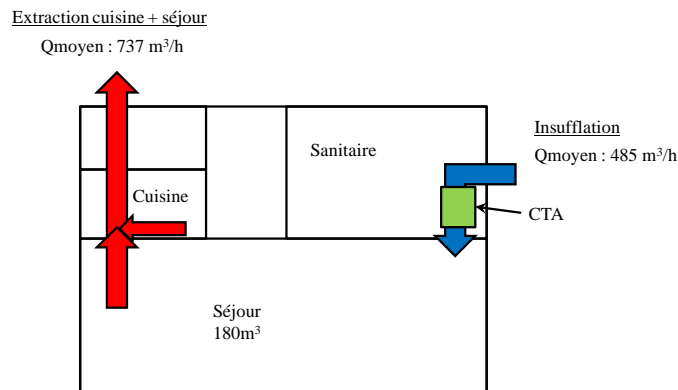 Extraction cuisine + séjour
Qmoyen : 737 m³/h
Insufflation
Qmoyen : 485 m³/h
Sanitaire
Cuisine
CTA
Séjour
180m³